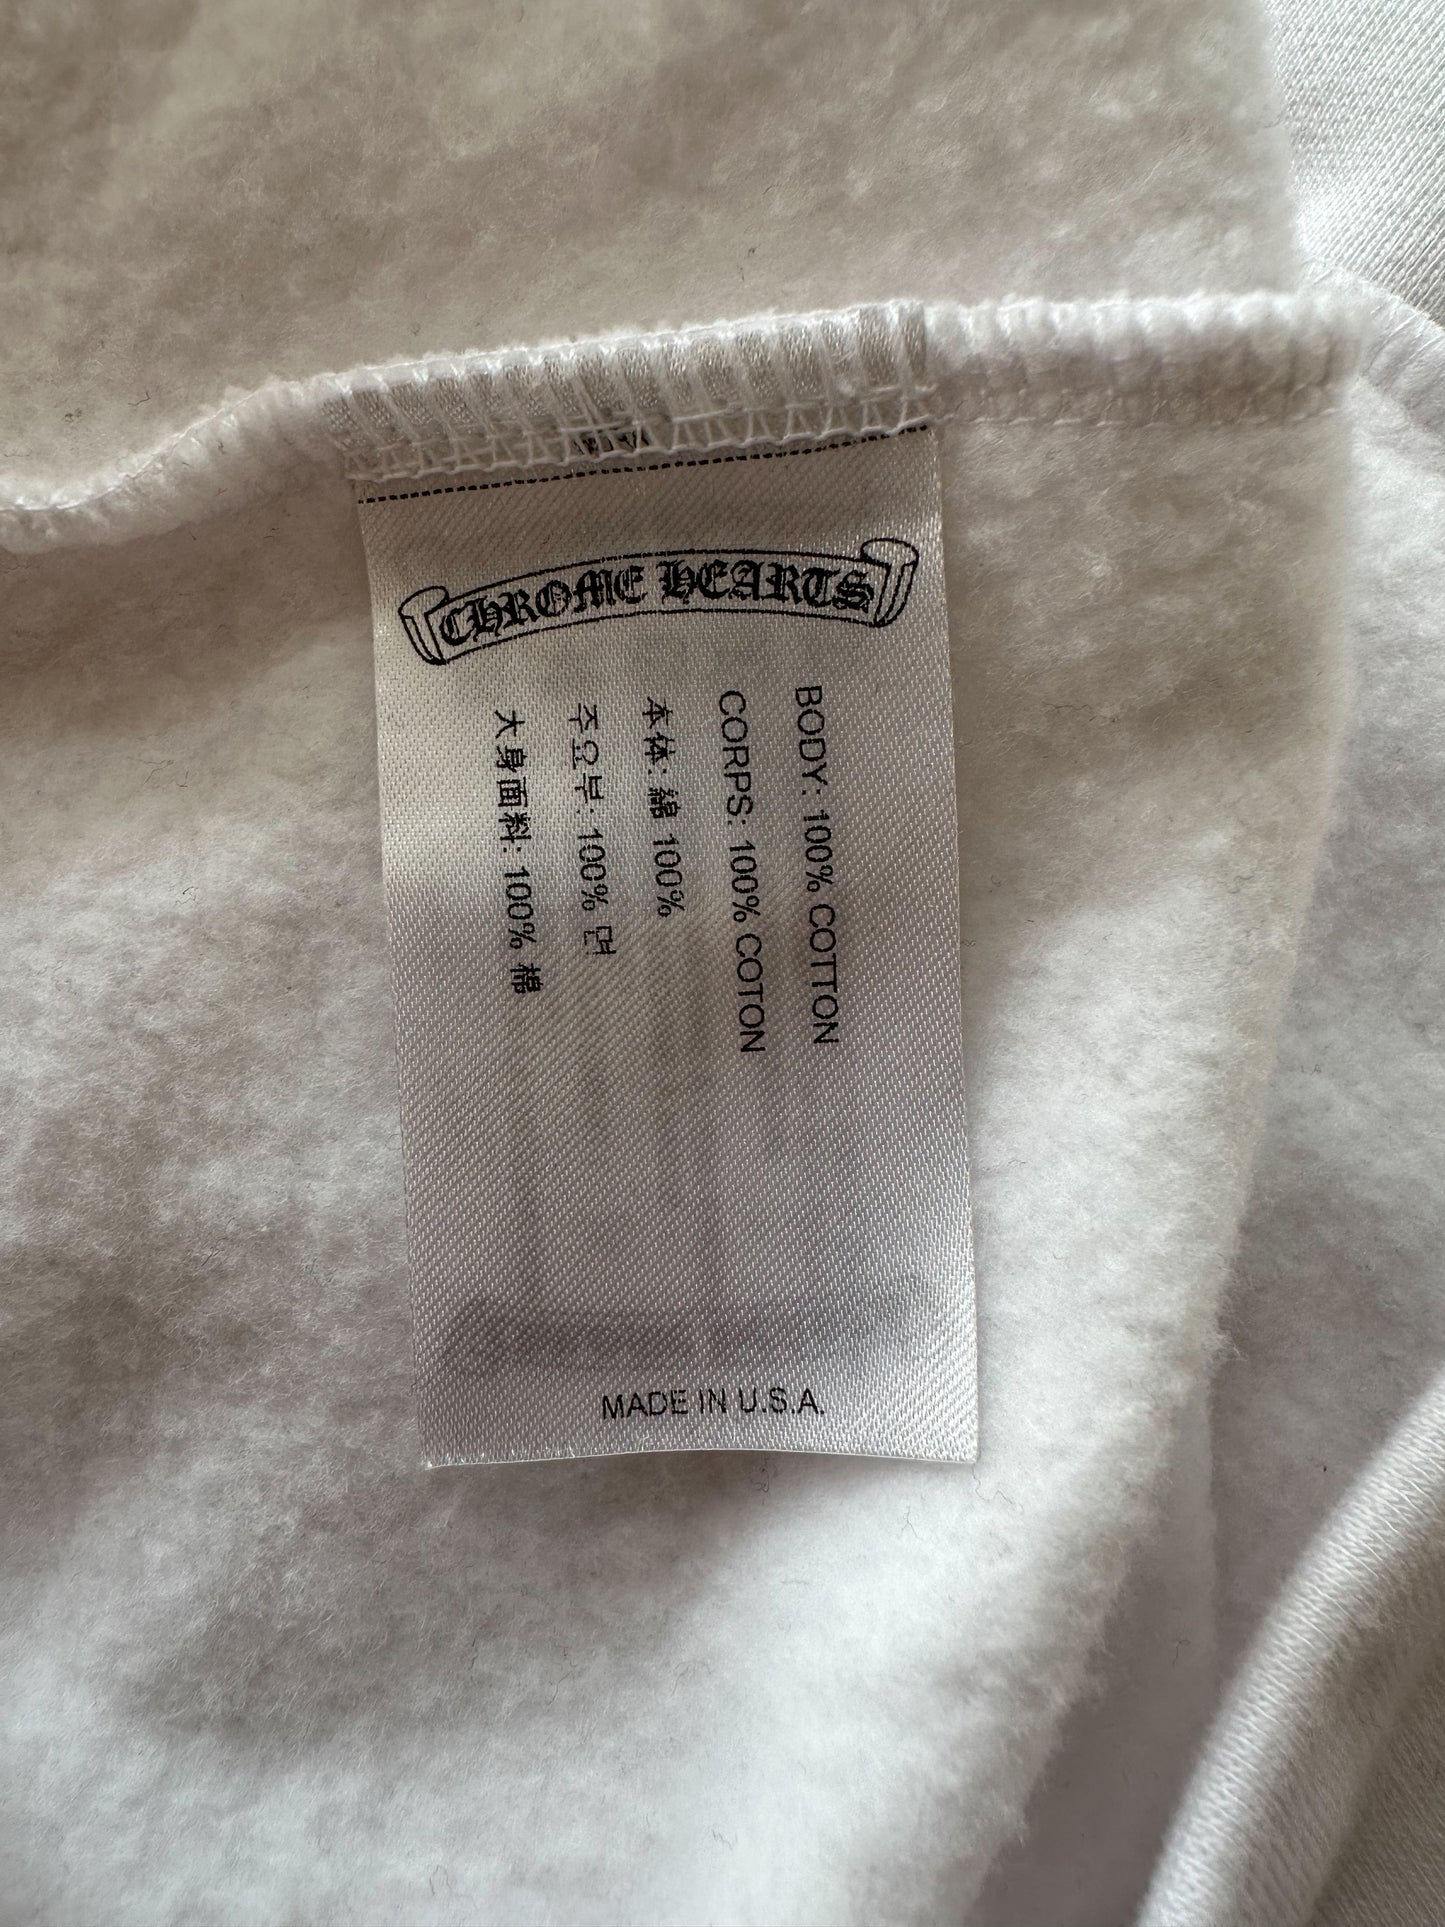 CHROME HEARTS
BODY: 100% COTTON
CORPS: 100% COTON
本体: 綿 100%
주요부: 100% 면
大身面料: 100% 棉
MADE IN U.S.A.